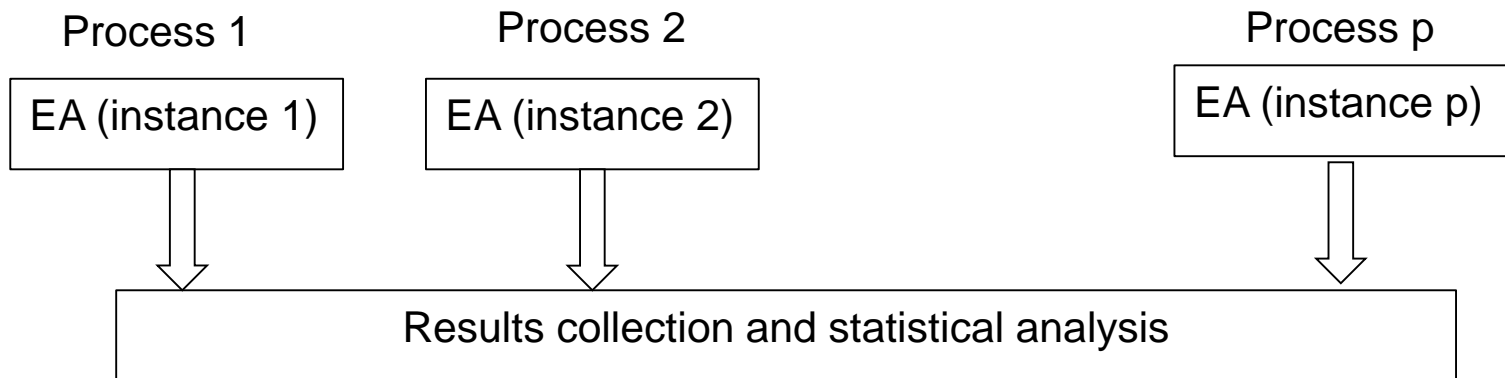 Process 1
Process 2
Process p
EA (instance 1)
EA (instance 2)
EA (instance p)
Results collection and statistical analysis